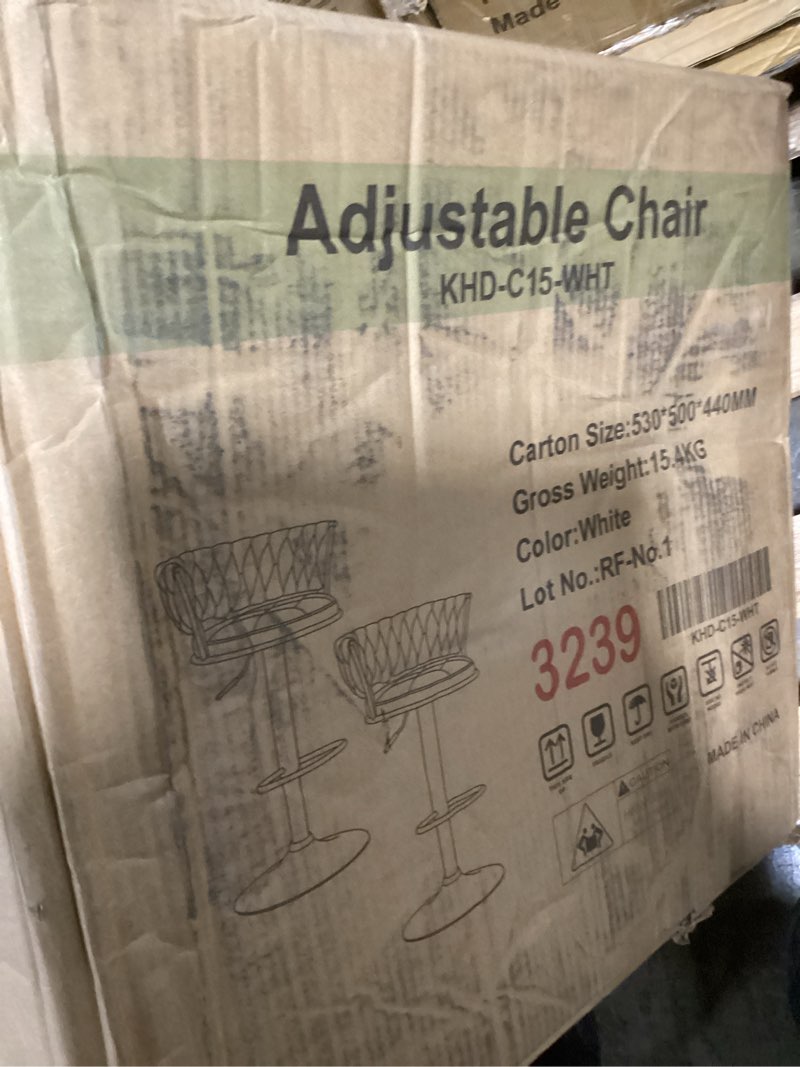 Made
Adjustable Chair
KHD-C15-WHT
Carton Size:530*500*440MM
Gross Weight:15.4KG
Color:White
Lot No.:RF-No.1
3239
KHD-C15-WHT
MADE IN CHINA
CAUTION